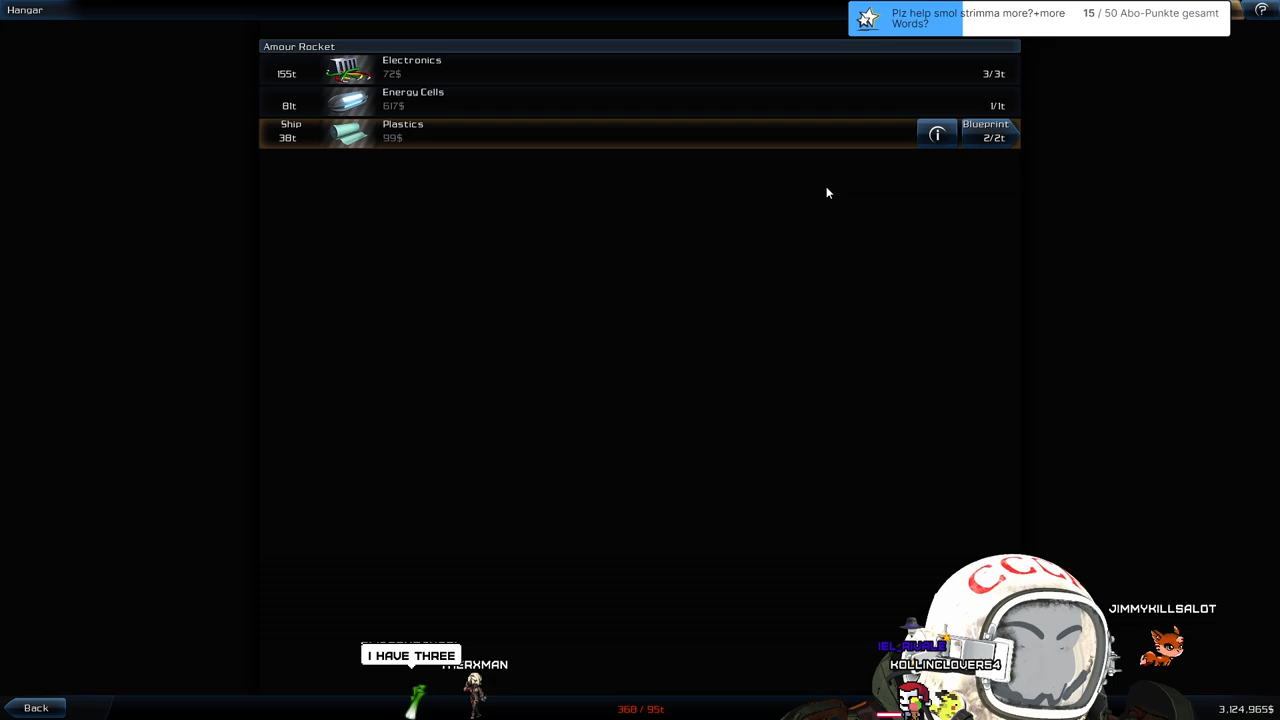 Hangar
Plz help smol strimma more?+more
Words?
15 / 50 Abo-Punkte gesamt
Amour Rocket
155t
Electronics
72$
3/3t
81t
Energy Cells
617$
1/1t
Ship
38t
Plastics
99$
Blueprint
2/2t
I HAVE THREE
JIMMYKILLSALOT
KOLLINCLOVER54
Back
368 / 95t
3,124,965$